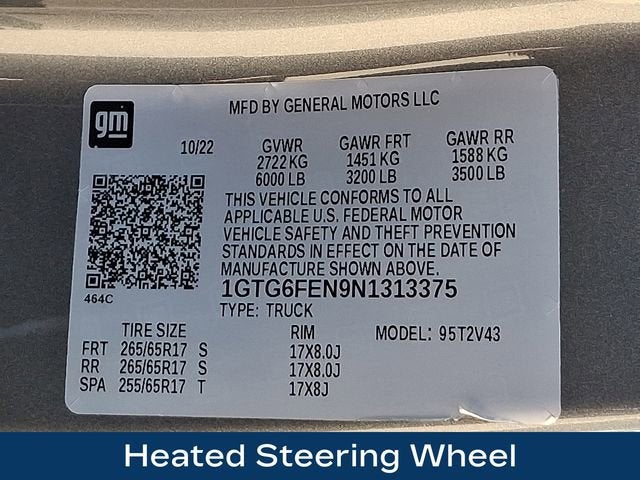 gm
MFD BY GENERAL MOTORS LLC
10/22 GVWR GAWR FRT GAWR RR
2722 KG 1451 KG 1588 KG
6000 LB 3200 LB 3500 LB
THIS VEHICLE CONFORMS TO ALL
APPLICABLE U.S. FEDERAL MOTOR
VEHICLE SAFETY AND THEFT PREVENTION
STANDARDS IN EFFECT ON THE DATE OF
MANUFACTURE SHOWN ABOVE.
464C
1GTG6FEN9N1313375
TYPE: TRUCK
TIRE SIZE RIM MODEL: 95T2V43
FRT 265/65R17 S 17X8.0J
RR 265/65R17 S 17X8.0J
SPA 255/65R17 T 17X8J
Heated Steering Wheel